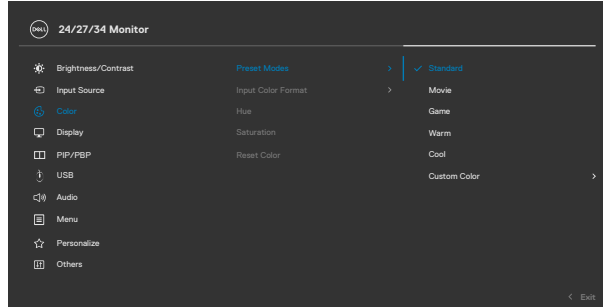 DELL 24/27/34 Monitor
Brightness/Contrast Preset Modes > ✓ Standard
Input Source Input Color Format > Movie
Color Hue Game
Display Saturation Warm
PIP/PBP Reset Color Cool
USB Custom Color >
Audio
Menu
Personalize
Others
< Exit